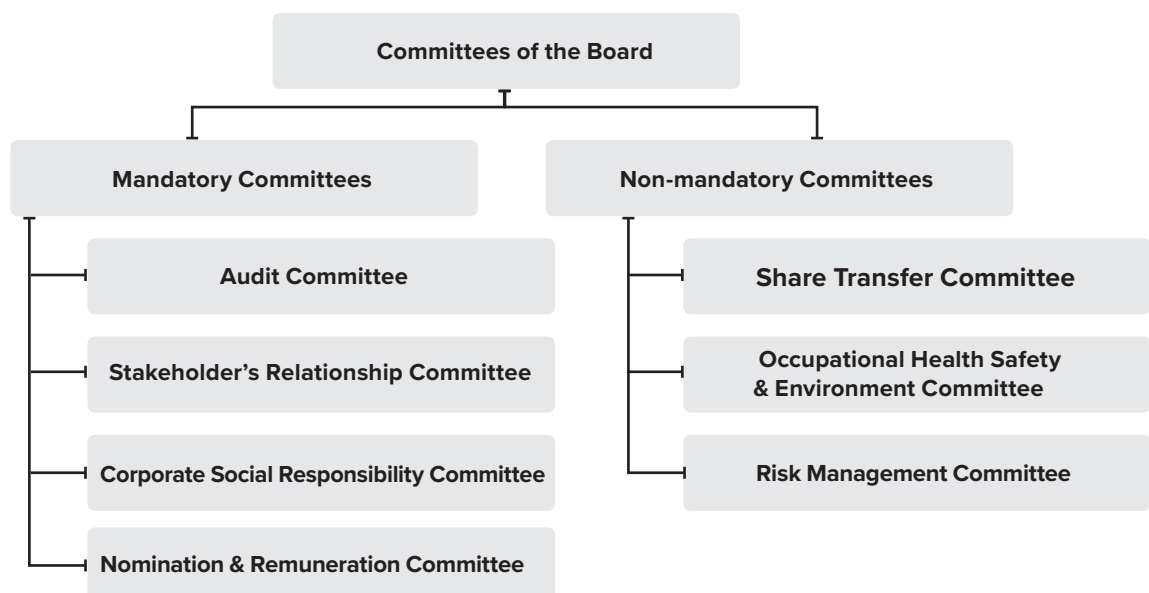 Committees of the Board
Mandatory Committees
Non-mandatory Committees
Audit Committee
Stakeholder’s Relationship Committee
Corporate Social Responsibility Committee
Nomination & Remuneration Committee
Share Transfer Committee
Occupational Health Safety
& Environment Committee
Risk Management Committee